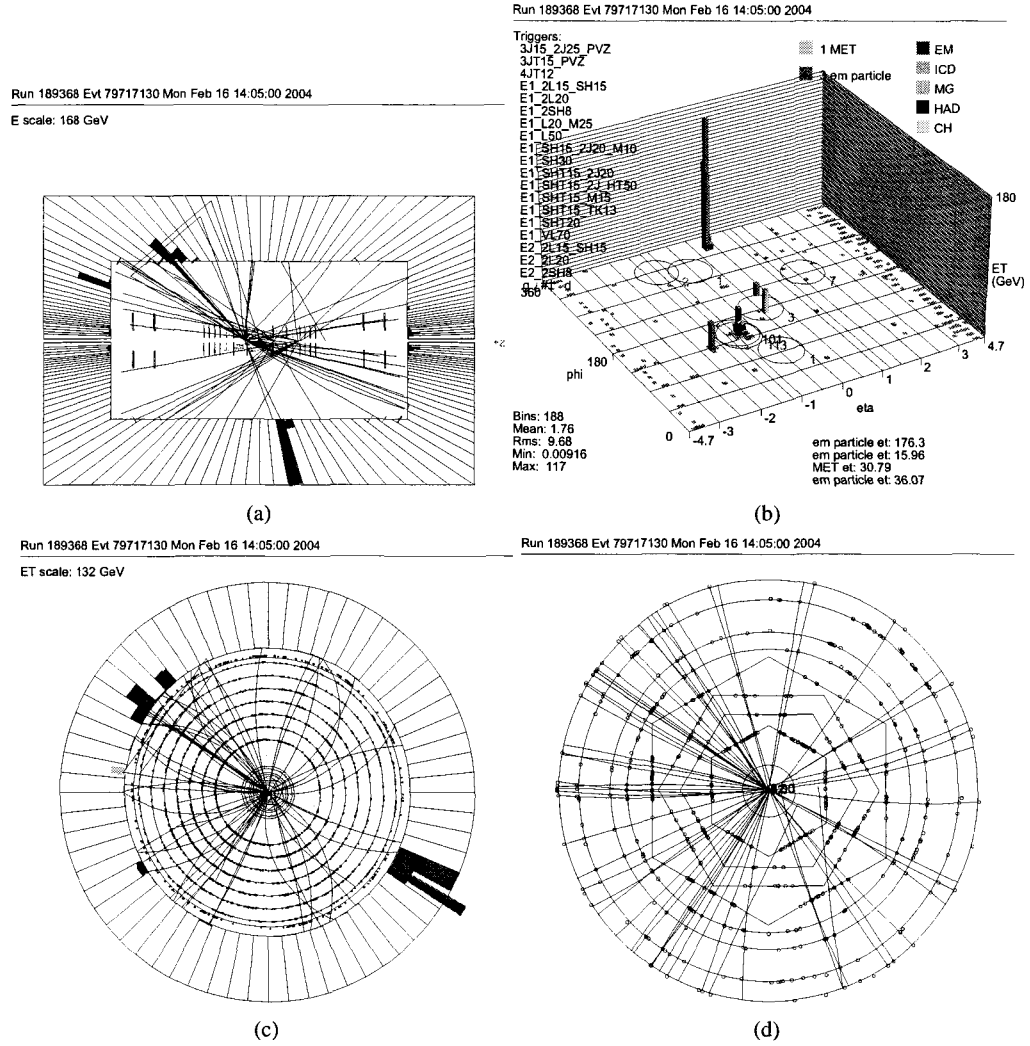 Run 189368 Evt 79717130 Mon Feb 16 14:05:00 2004
E scale: 168 GeV
+z
(a)
Run 189368 Evt 79717130 Mon Feb 16 14:05:00 2004
Triggers:
3J15_2J25_PVZ
3JT15_PVZ
4JT12
E1_2L15_SH15
E1_2L20
E1_2SH8
E1_L20_M25
E1_L50
E1_SH15_2J20_M10
E1_SH30
E1_SHT15_2J20
E1_SHT15_2J_HT50
E1_SHT15_M15
E1_SHT15_TK13
E1_SHT20
E1_VL70
E2_2L15_SH15
E2_2L20
E2_2SH8
360
1 MET
em particle
EM
ICD
MG
HAD
CH
180
ET
(GeV)
7
3
1
180
phi
0
-4.7
-3
-2
-1
0
1
2
3
4.7
eta
Bins: 188
Mean: 1.76
Rms: 9.68
Min: 0.00916
Max: 117
em particle et: 176.3
em particle et: 15.96
MET et: 30.79
em particle et: 36.07
(b)
Run 189368 Evt 79717130 Mon Feb 16 14:05:00 2004
ET scale: 132 GeV
(c)
Run 189368 Evt 79717130 Mon Feb 16 14:05:00 2004
(d)